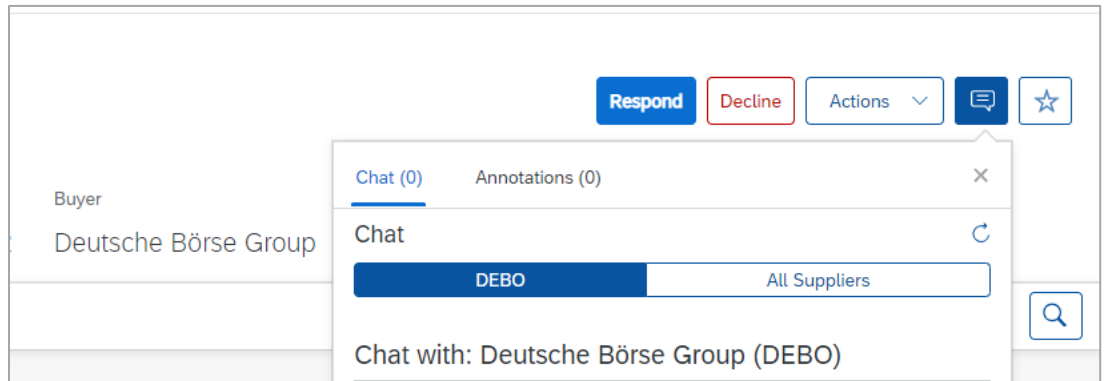 Respond Decline Actions
Chat (0) Annotations (0)
Buyer
Deutsche Börse Group
Chat
DEBO All Suppliers
Chat with: Deutsche Börse Group (DEBO)